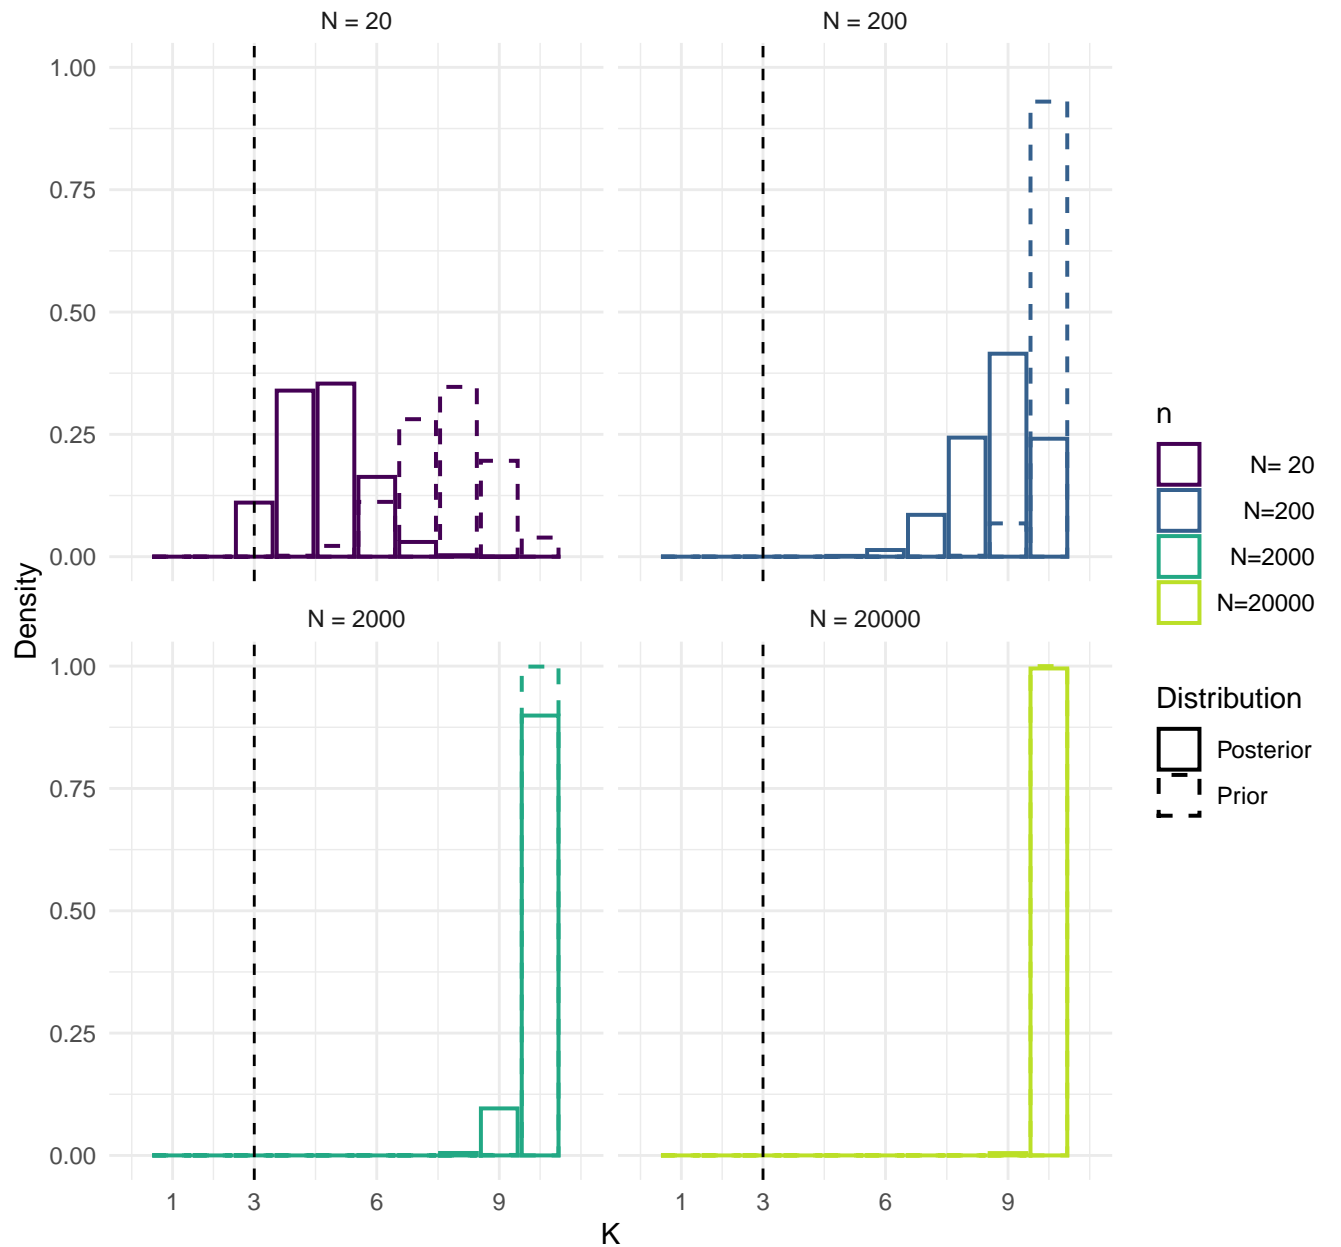 N = 20
N = 200
1.00
0.75
0.50
0.25
0.00
N = 2000
N = 20000
1.00
0.75
0.50
0.25
0.00
1 3 6 9
1 3 6 9
K
Density
n
N= 20
N=200
N=2000
N=20000
Distribution
Posterior
Prior